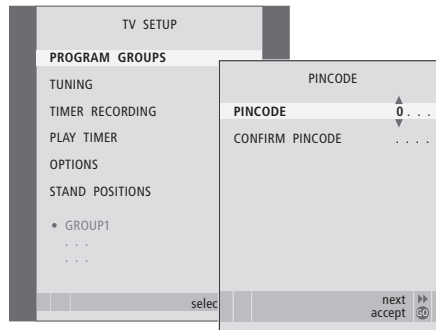 TV SETUP
PROGRAM GROUPS
TUNING
TIMER RECORDING
PLAY TIMER
OPTIONS
STAND POSITIONS
• GROUP1
. . .
. . .
selec
PINCODE
PINCODE 0 . . .
CONFIRM PINCODE . . . .
next
accept GO